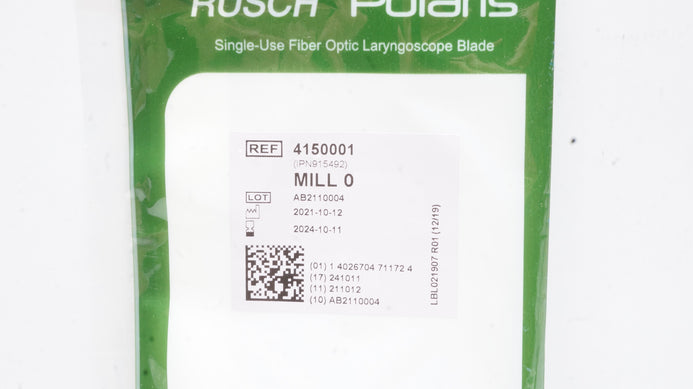 RUSCH Polaris
Single-Use Fiber Optic Laryngoscope Blade
REF 4150001
(IPN915492)
MILL 0
LOT AB2110004
2021-10-12
2024-10-11
(01) 1 4026704 71172 4
(17) 241011
(11) 211012
(10) AB2110004
LBL021907 R01 (12/19)